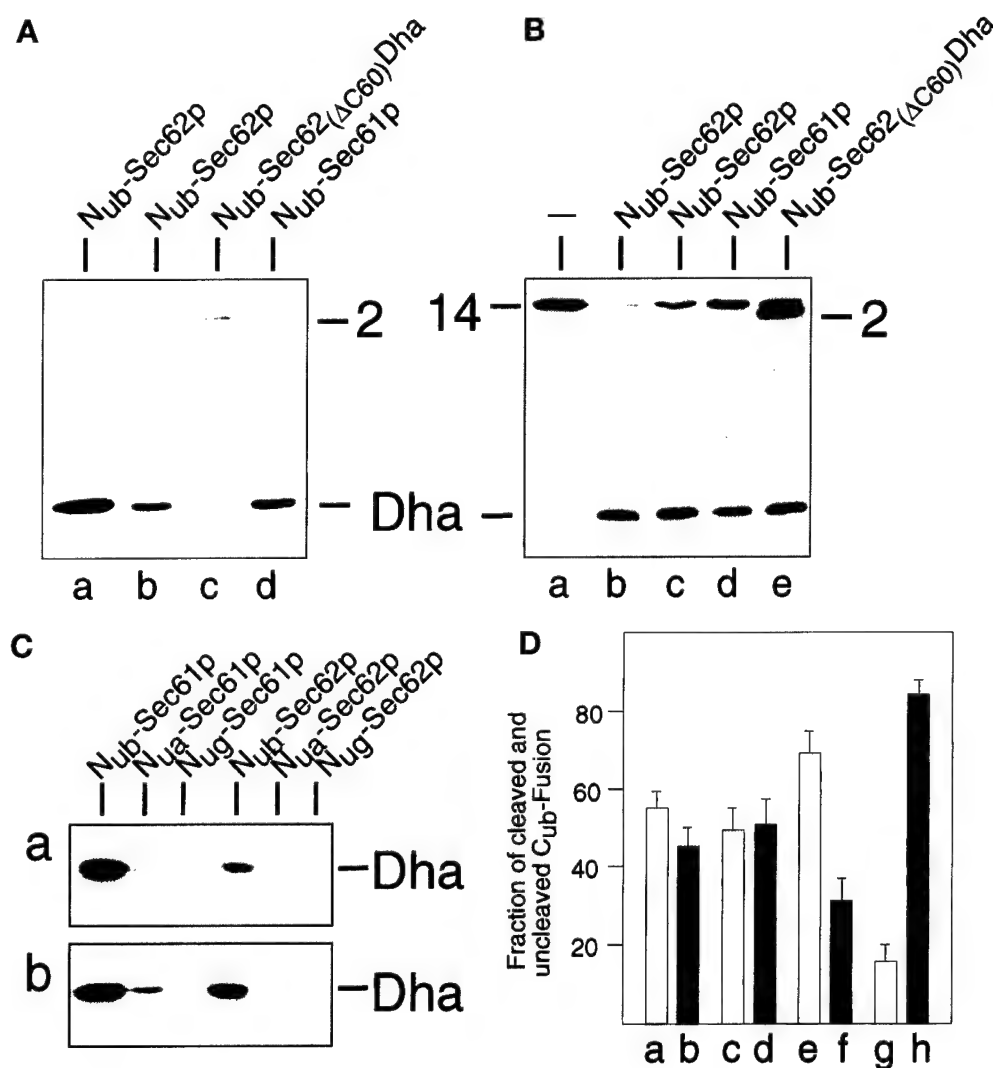 A
Nub-Sec62p
Nub-Sec62p
Nub-Sec62(ΔC60)Dha
Nub-Sec61p
–2
– Dha –
a b c d
B
—
Nub-Sec62p
Nub-Sec62p
Nub-Sec61p
Nub-Sec62(ΔC60)Dha
14 –
–2
a b c d e
C
Nub-Sec61p
Nua-Sec61p
Nug-Sec61p
Nub-Sec62p
Nua-Sec62p
Nug-Sec62p
a
–Dha
b
–Dha
D
Fraction of cleaved and
uncleaved Cub-Fusion
80
60
40
20
a b c d e f g h